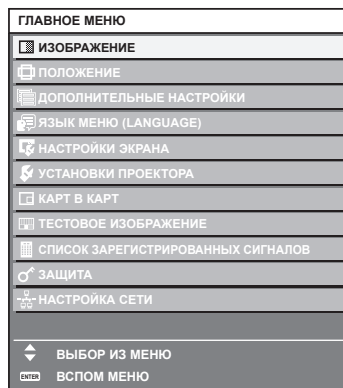 ГЛАВНОЕ МЕНЮ
ИЗОБРАЖЕНИЕ
ПОЛОЖЕНИЕ
ДОПОЛНИТЕЛЬНЫЕ НАСТРОЙКИ
ЯЗЫК МЕНЮ (LANGUAGE)
НАСТРОЙКИ ЭКРАНА
УСТАНОВКИ ПРОЕКТОРА
КАРТ В КАРТ
ТЕСТОВОЕ ИЗОБРАЖЕНИЕ
СПИСОК ЗАРЕГИСТРИРОВАННЫХ СИГНАЛОВ
ЗАЩИТА
НАСТРОЙКА СЕТИ
ВЫБОР ИЗ МЕНЮ
ENTER ВСПОМ МЕНЮ